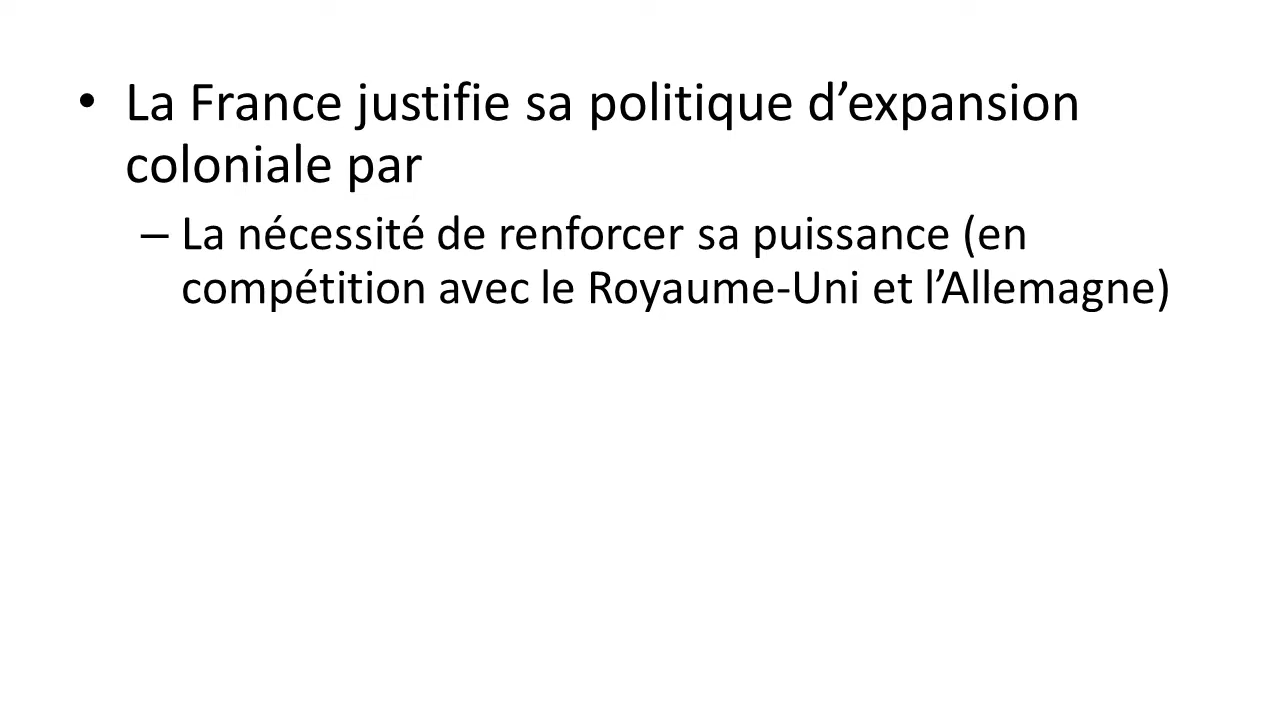 • La France justifie sa politique d’expansion
coloniale par
– La nécessité de renforcer sa puissance (en
compétition avec le Royaume-Uni et l’Allemagne)